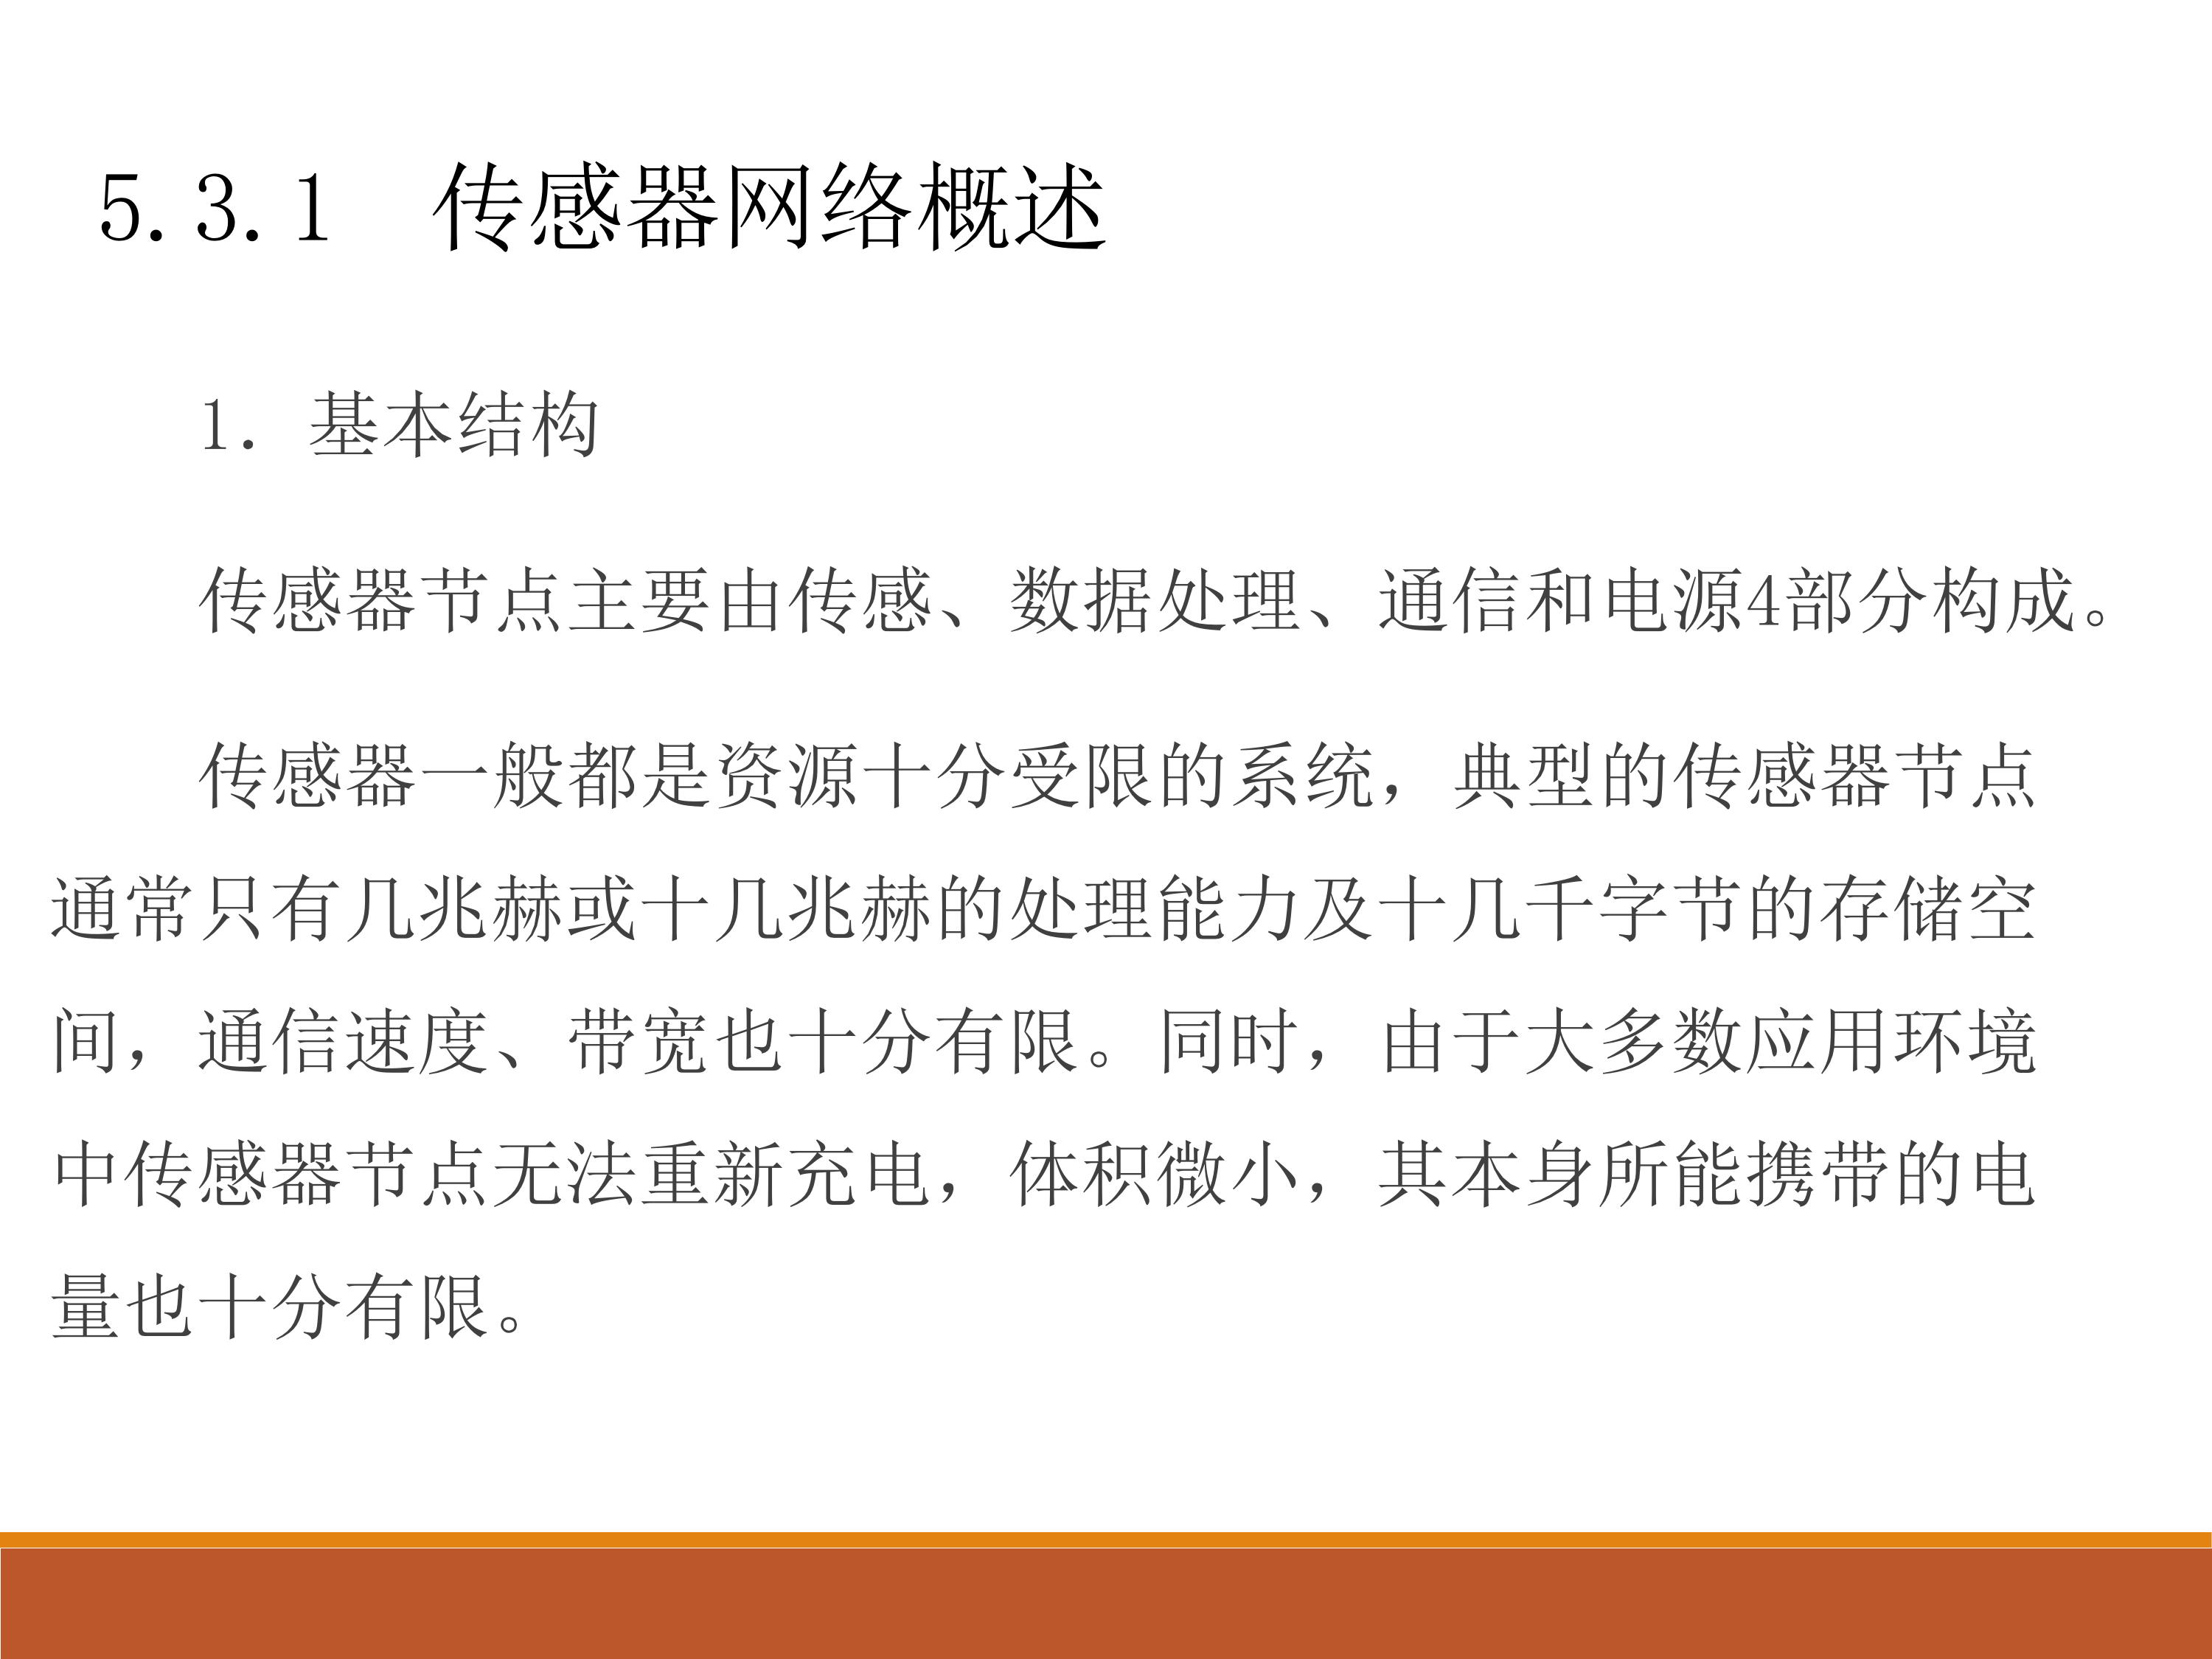 5.3.1 传感器网络概述
1. 基本结构
传感器节点主要由传感、数据处理、通信和电源4部分构成。
传感器一般都是资源十分受限的系统，典型的传感器节点
通常只有几兆赫或十几兆赫的处理能力及十几千字节的存储空
间，通信速度、带宽也十分有限。同时，由于大多数应用环境
中传感器节点无法重新充电，体积微小，其本身所能携带的电
量也十分有限。